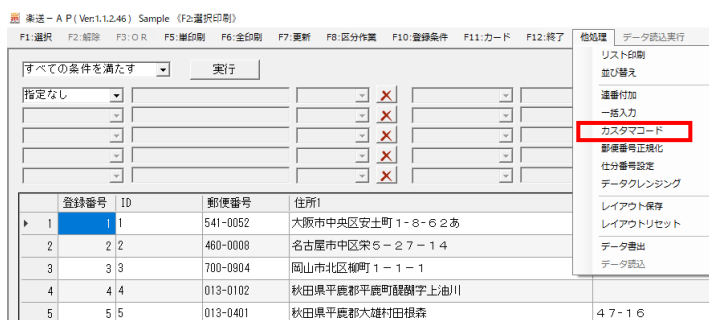 楽送－ＡＰ(Ver:1.1.2.46) Sample 《F2:選択印刷》
F1:選択 F2:解除 F3:ＯＲ F5:単印刷 F6:全印刷 F7:更新 F8:区分作業 F10:登録条件 F11:カード F12:終了 他処理 データ読込実行
すべての条件を満たす 実行
指定なし
リスト印刷
並び替え
連番付加
一括入力
カスタマコード
郵便番号正規化
仕分番号設定
データクレンジング
レイアウト保存
レイアウトリセット
データ書出
データ読込
登録番号 ID 郵便番号 住所1
1 1 1 541-0052 大阪市中央区安土町１-８-６２あ
2 2 2 460-0008 名古屋市中区栄５－２７－１４
3 3 3 700-0904 岡山市北区柳町１－１－１
4 4 4 013-0102 秋田県平鹿郡平鹿町醍醐字上油川
5 5 5 013-0401 秋田県平鹿郡大雄村田根森 ４７-１６